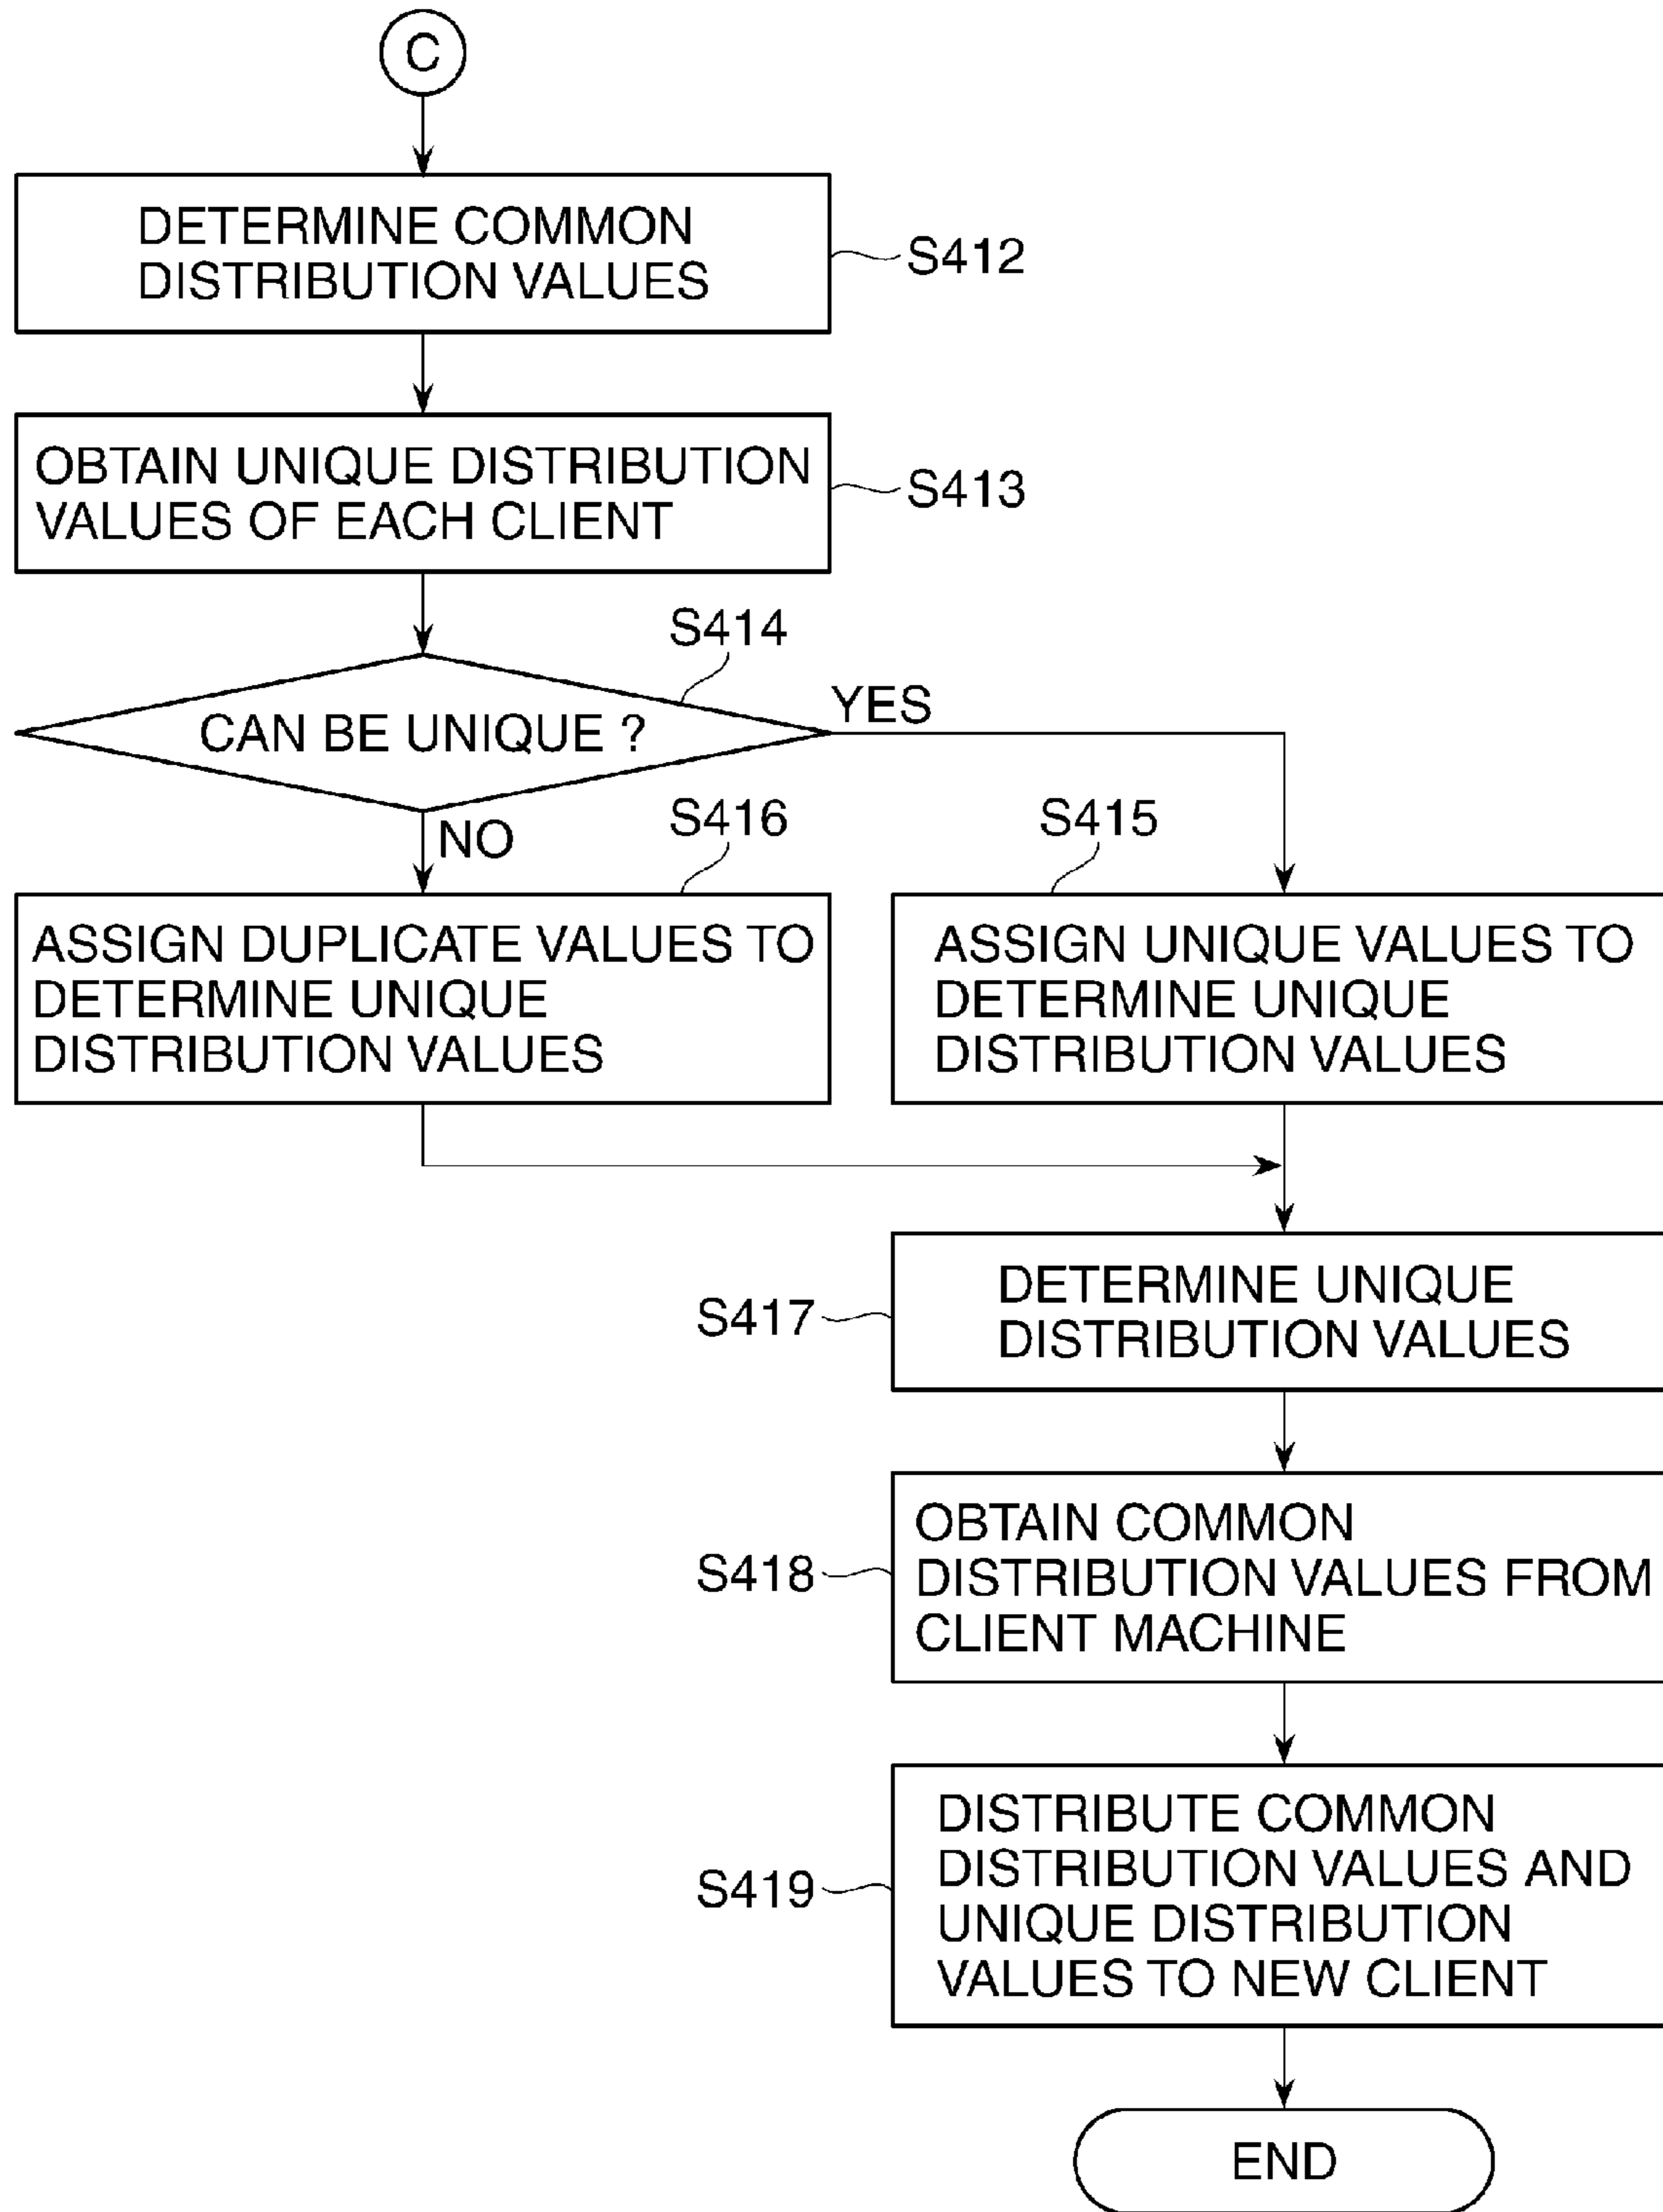 C
DETERMINE COMMON
DISTRIBUTION VALUES
S412
OBTAIN UNIQUE DISTRIBUTION
VALUES OF EACH CLIENT
S413
S414
CAN BE UNIQUE ?
YES
NO
S416
S415
ASSIGN DUPLICATE VALUES TO
DETERMINE UNIQUE
DISTRIBUTION VALUES
ASSIGN UNIQUE VALUES TO
DETERMINE UNIQUE
DISTRIBUTION VALUES
S417
DETERMINE UNIQUE
DISTRIBUTION VALUES
S418
OBTAIN COMMON
DISTRIBUTION VALUES FROM
CLIENT MACHINE
S419
DISTRIBUTE COMMON
DISTRIBUTION VALUES AND
UNIQUE DISTRIBUTION
VALUES TO NEW CLIENT
END